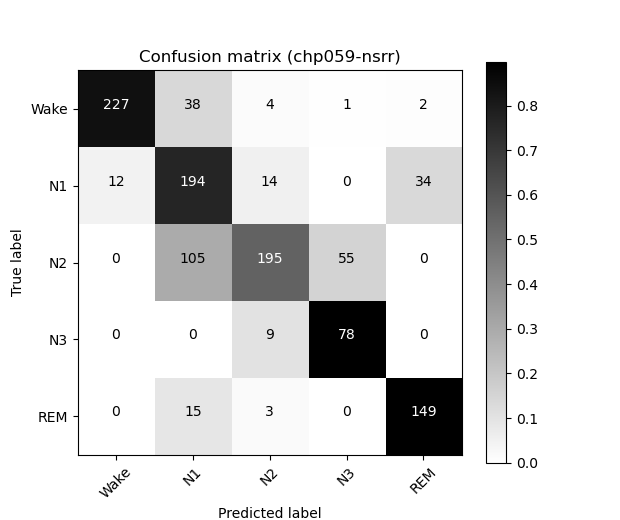 Confusion matrix (chp059-nsrr)
Wake 227 38 4 1 2
N1 12 194 14 0 34
N2 0 105 195 55 0
N3 0 0 9 78 0
REM 0 15 3 0 149
Wake N1 N2 N3 REM
True label
Predicted label
0.8
0.7
0.6
0.5
0.4
0.3
0.2
0.1
0.0